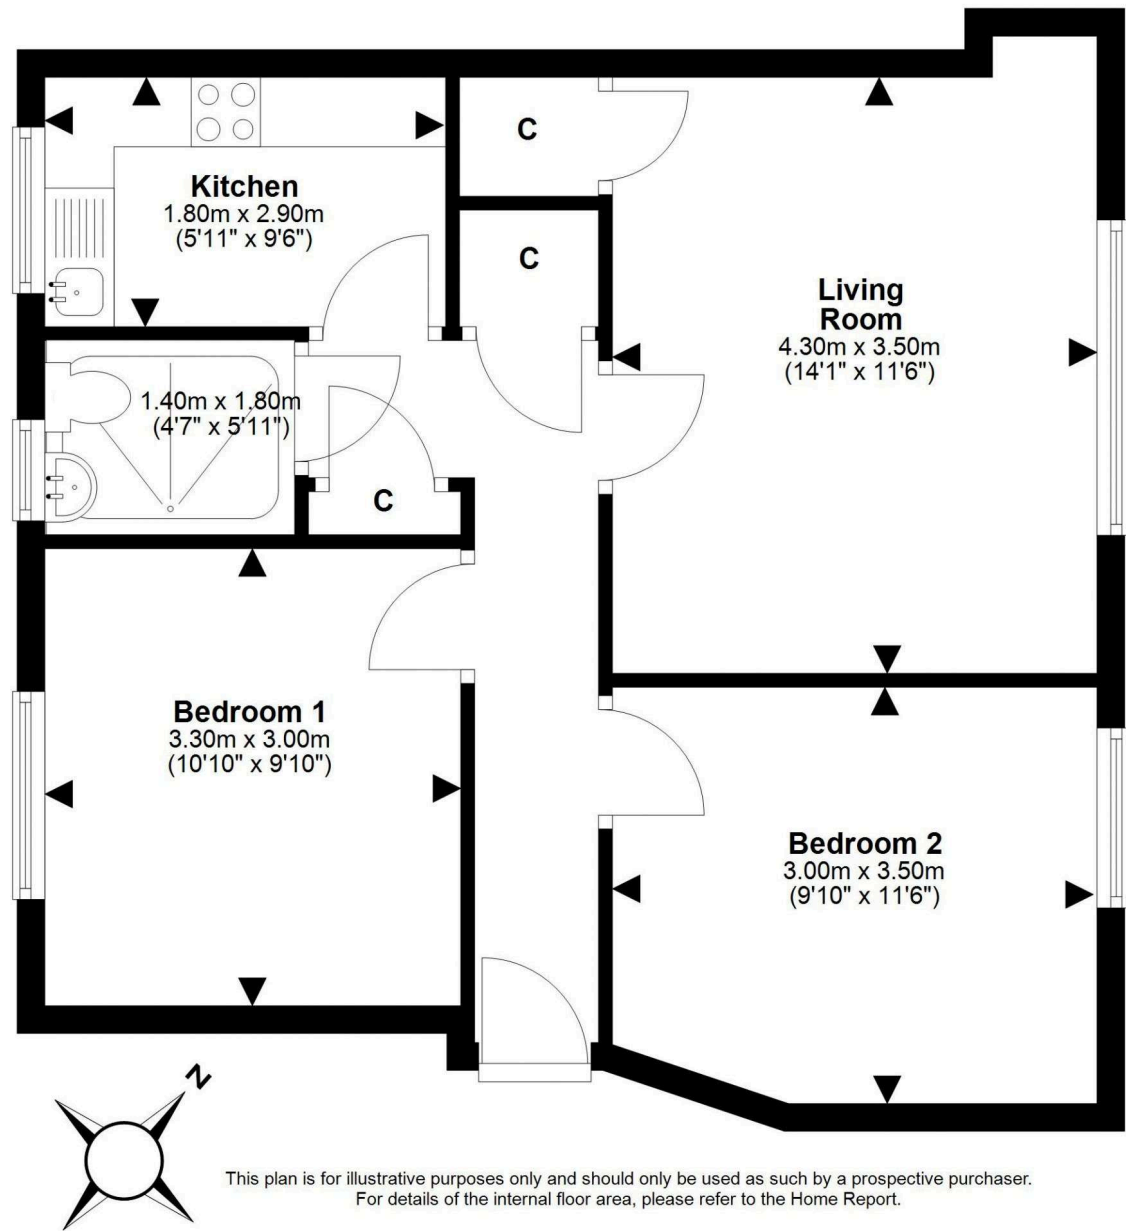 C
Kitchen
1.80m x 2.90m
(5'11" x 9'6")
C
Living
Room
4.30m x 3.50m
(14'1" x 11'6")
1.40m x 1.80m
(4'7" x 5'11")
C
Bedroom 1
3.30m x 3.00m
(10'10" x 9'10")
Bedroom 2
3.00m x 3.50m
(9'10" x 11'6")
N
This plan is for illustrative purposes only and should only be used as such by a prospective purchaser.
For details of the internal floor area, please refer to the Home Report.